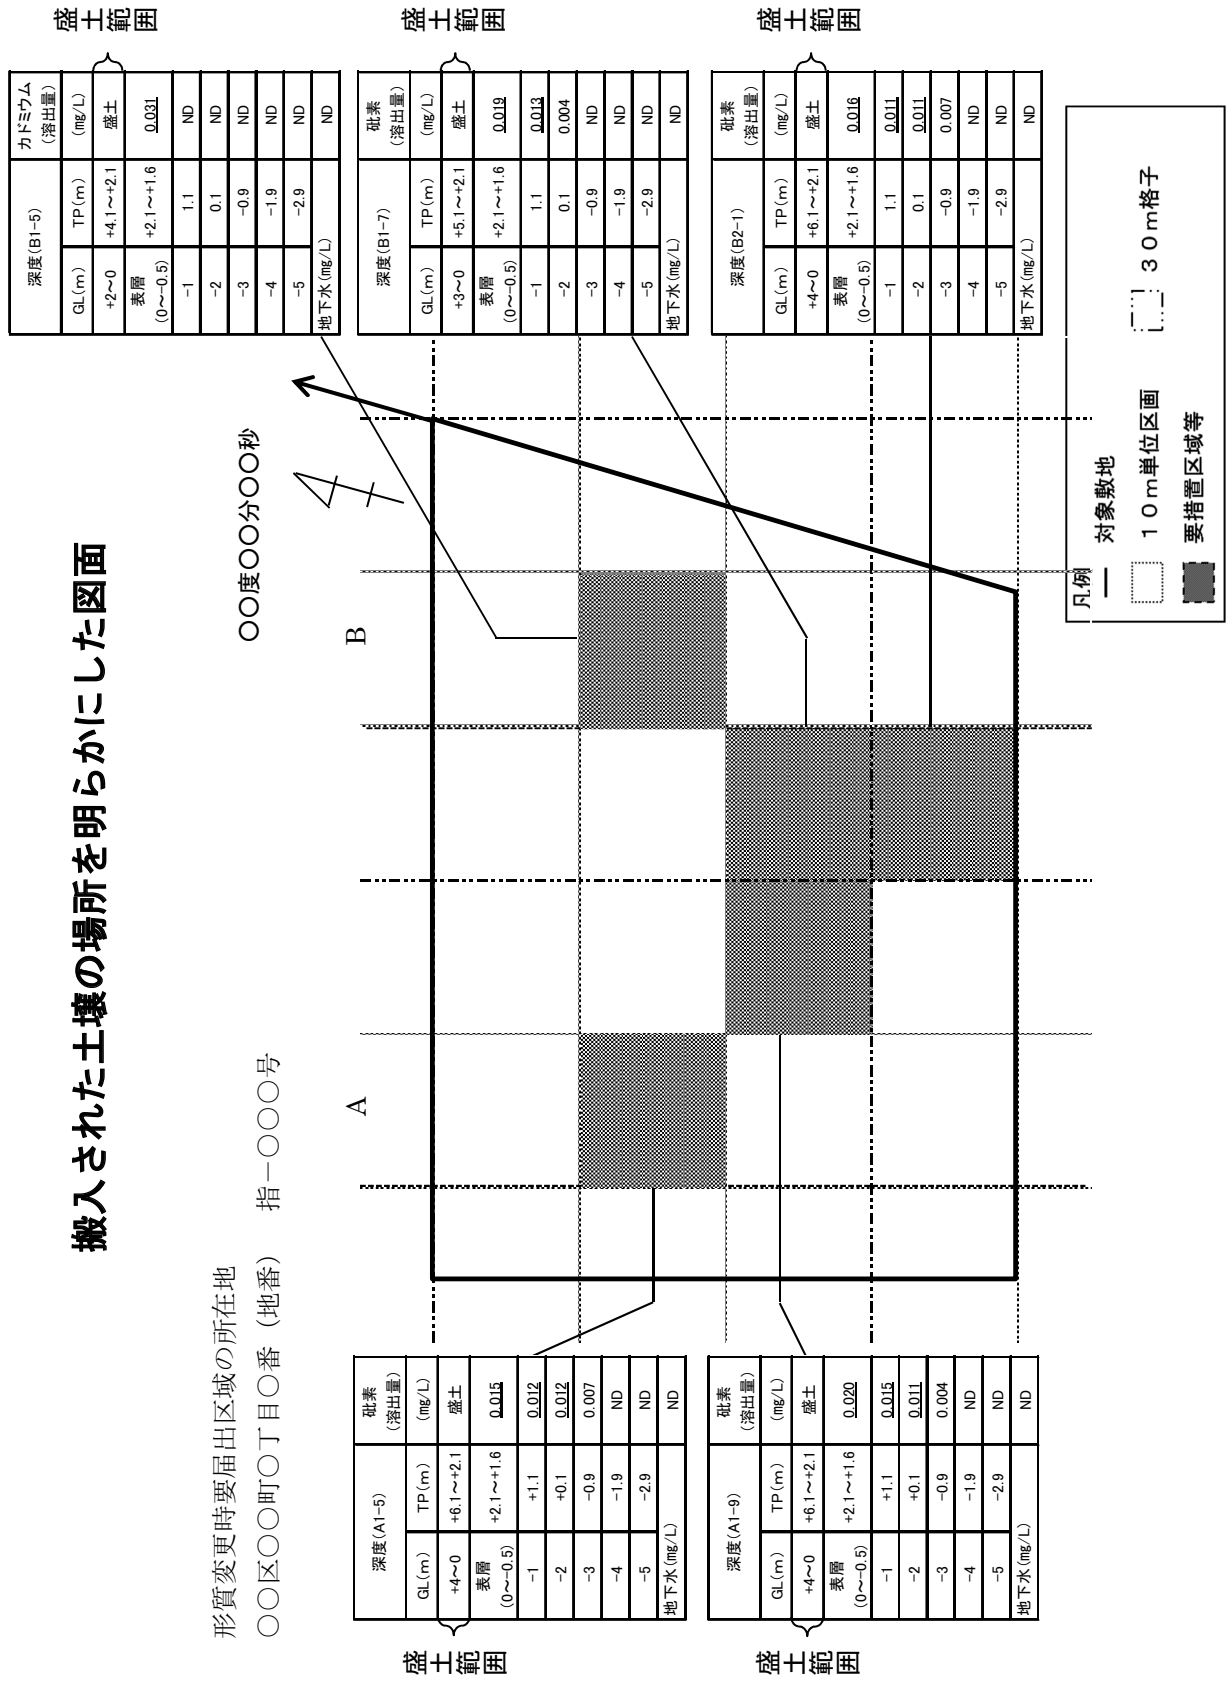 搬入された土壌の場所を明らかにした図面
形質変更時要届出区域の所在地
〇〇区〇〇町〇丁目〇番（地番）　指－〇〇〇号
〇〇度〇〇分〇〇秒
A
B
盛土範囲
深度(A1-5) 砒素(溶出量)
GL(m) TP(m) (mg/L)
+4～0 +6.1～+2.1 盛土
表層(0～-0.5) +2.1～+1.6 0.015
-1 +1.1 0.012
-2 +0.1 0.012
-3 -0.9 0.007
-4 -1.9 ND
-5 -2.9 ND
地下水(mg/L) ND
盛土範囲
深度(A1-9) 砒素(溶出量)
GL(m) TP(m) (mg/L)
+4～0 +6.1～+2.1 盛土
表層(0～-0.5) +2.1～+1.6 0.020
-1 +1.1 0.015
-2 +0.1 0.011
-3 -0.9 0.004
-4 -1.9 ND
-5 -2.9 ND
地下水(mg/L) ND
深度(B1-5) カドミウム(溶出量)
GL(m) TP(m) (mg/L)
+2～0 +4.1～+2.1 盛土
表層(0～-0.5) +2.1～+1.6 0.031
-1 1.1 ND
-2 0.1 ND
-3 -0.9 ND
-4 -1.9 ND
-5 -2.9 ND
地下水(mg/L) ND
盛土範囲
深度(B1-7) 砒素(溶出量)
GL(m) TP(m) (mg/L)
+3～0 +5.1～+2.1 盛土
表層(0～-0.5) +2.1～+1.6 0.019
-1 1.1 0.013
-2 0.1 0.004
-3 -0.9 ND
-4 -1.9 ND
-5 -2.9 ND
地下水(mg/L) ND
盛土範囲
深度(B2-1) 砒素(溶出量)
GL(m) TP(m) (mg/L)
+4～0 +6.1～+2.1 盛土
表層(0～-0.5) +2.1～+1.6 0.016
-1 1.1 0.011
-2 0.1 0.011
-3 -0.9 0.007
-4 -1.9 ND
-5 -2.9 ND
地下水(mg/L) ND
盛土範囲
凡例
対象敷地
１０ｍ単位区画
３０ｍ格子
要措置区域等